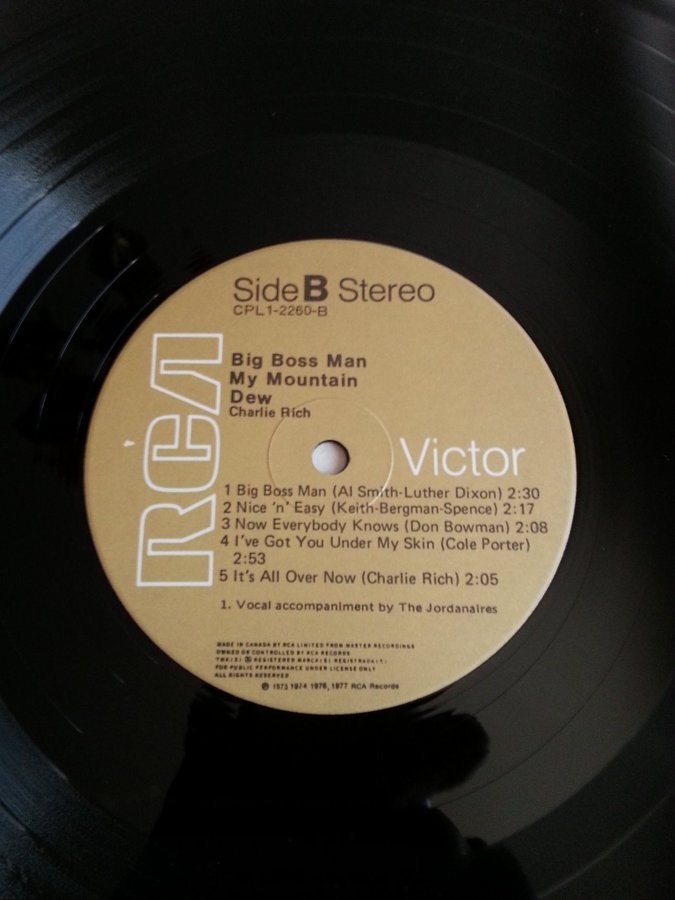 Side B Stereo
CPL1-2260-B
RCA
Big Boss Man
My Mountain
Dew
Charlie Rich
Victor
1 Big Boss Man (Al Smith-Luther Dixon) 2:30
2 Nice 'n' Easy (Keith-Bergman-Spence) 2:17
3 Now Everybody Knows (Don Bowman) 2:08
4 I've Got You Under My Skin (Cole Porter)
2:53
5 It's All Over Now (Charlie Rich) 2:05
1. Vocal accompaniment by The Jordanaires
MADE IN CANADA BY RCA LIMITED FROM MASTER RECORDINGS
OWNED OR CONTROLLED BY RCA RECORDS
TMK(S) ® REGISTERED MARCA(S) REGISTRADA(S)
FOR PUBLIC PERFORMANCE UNDER LICENSE ONLY
ALL RIGHTS RESERVED
℗ 1973 1974 1976, 1977 RCA Records